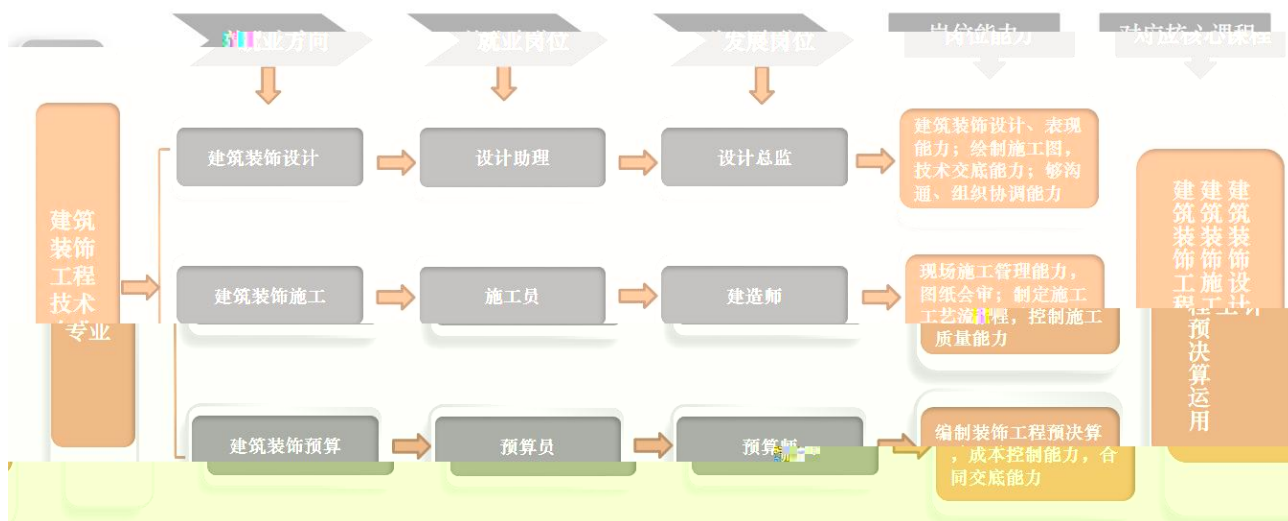 就业方向
就业岗位
发展岗位
岗位能力
对应核心课程
建筑
装饰
工程
技术
专业
建筑装饰设计
设计助理
设计总监
建筑装饰设计、表现
能力；绘制施工图，
技术交底能力；够沟
通、组织协调能力
建筑装饰施工
施工员
建造师
现场施工管理能力，
图纸会审；制定施工
工艺流程，控制施工
质量能力
建筑装饰预算
预算员
预算师
编制装饰工程预决算
，成本控制能力，合
同交底能力
建筑装饰设计
建筑装饰施工
建筑装饰工程预决算运用